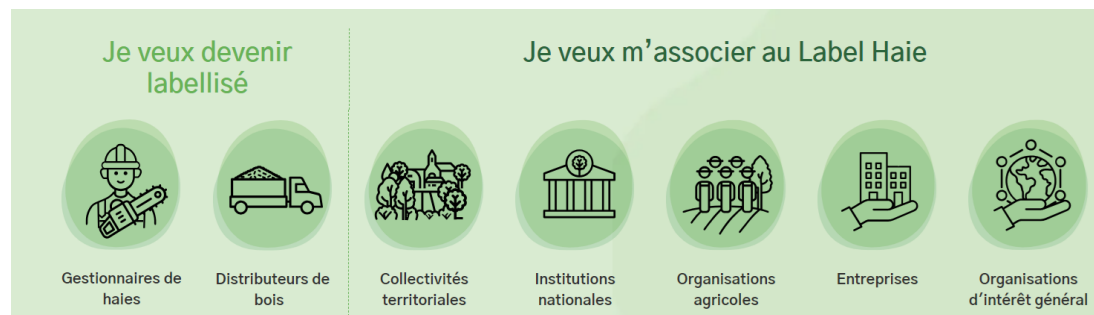 Je veux devenir
labellisé
Je veux m’associer au Label Haie
Gestionnaires de
haies
Distributeurs de
bois
Collectivités
territoriales
Institutions
nationales
Organisations
agricoles
Entreprises
Organisations
d’intérêt général